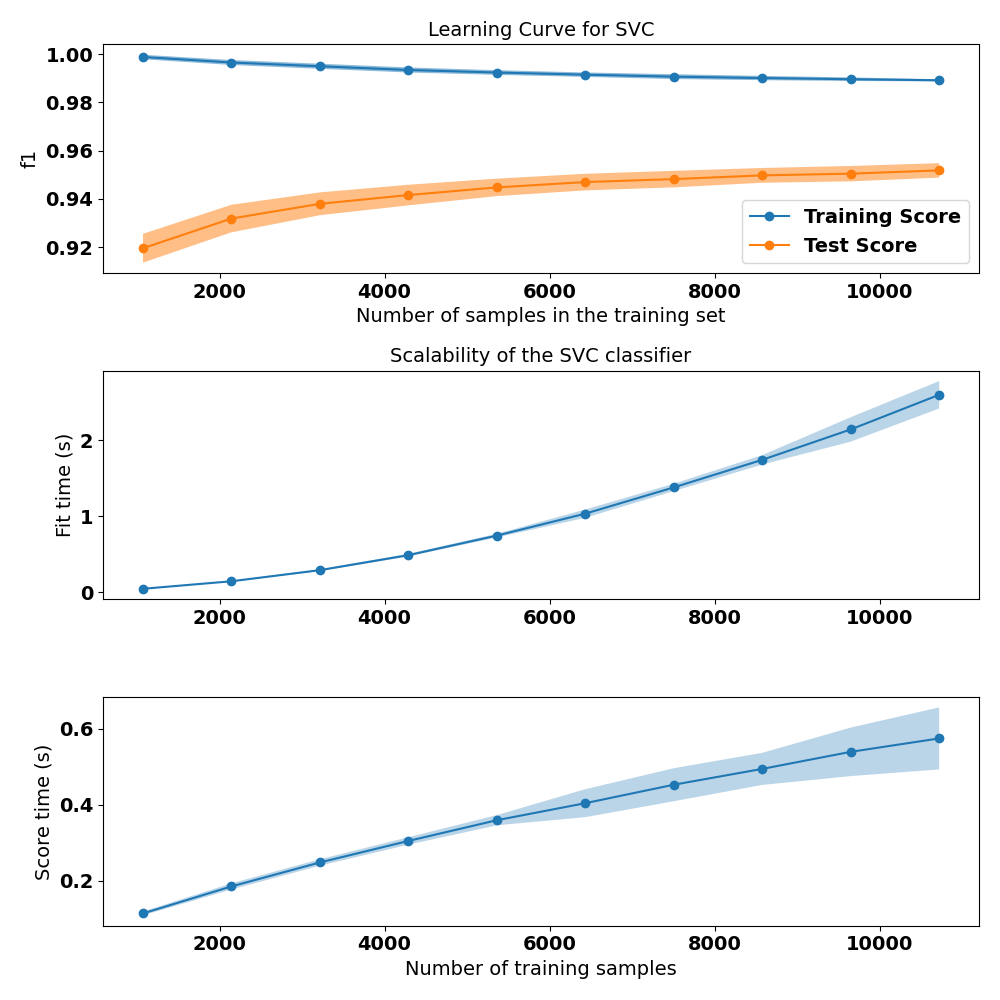 Learning Curve for SVC
1.00
0.98
0.96
0.94
0.92
f1
Training Score
Test Score
2000 4000 6000 8000 10000
Number of samples in the training set
Scalability of the SVC classifier
2
1
0
Fit time (s)
2000 4000 6000 8000 10000
0.6
0.4
0.2
Score time (s)
2000 4000 6000 8000 10000
Number of training samples